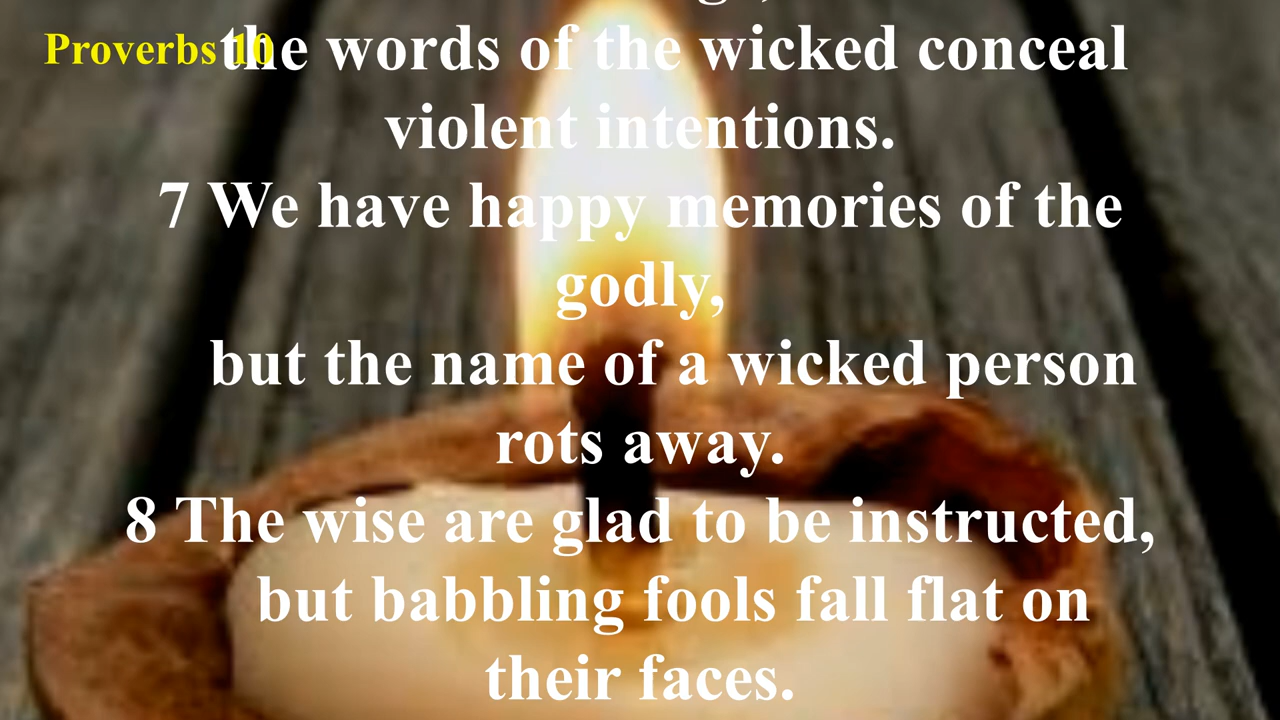 Proverbs 10
the words of the wicked conceal
violent intentions.
7 We have happy memories of the
godly,
but the name of a wicked person
rots away.
8 The wise are glad to be instructed,
but babbling fools fall flat on
their faces.